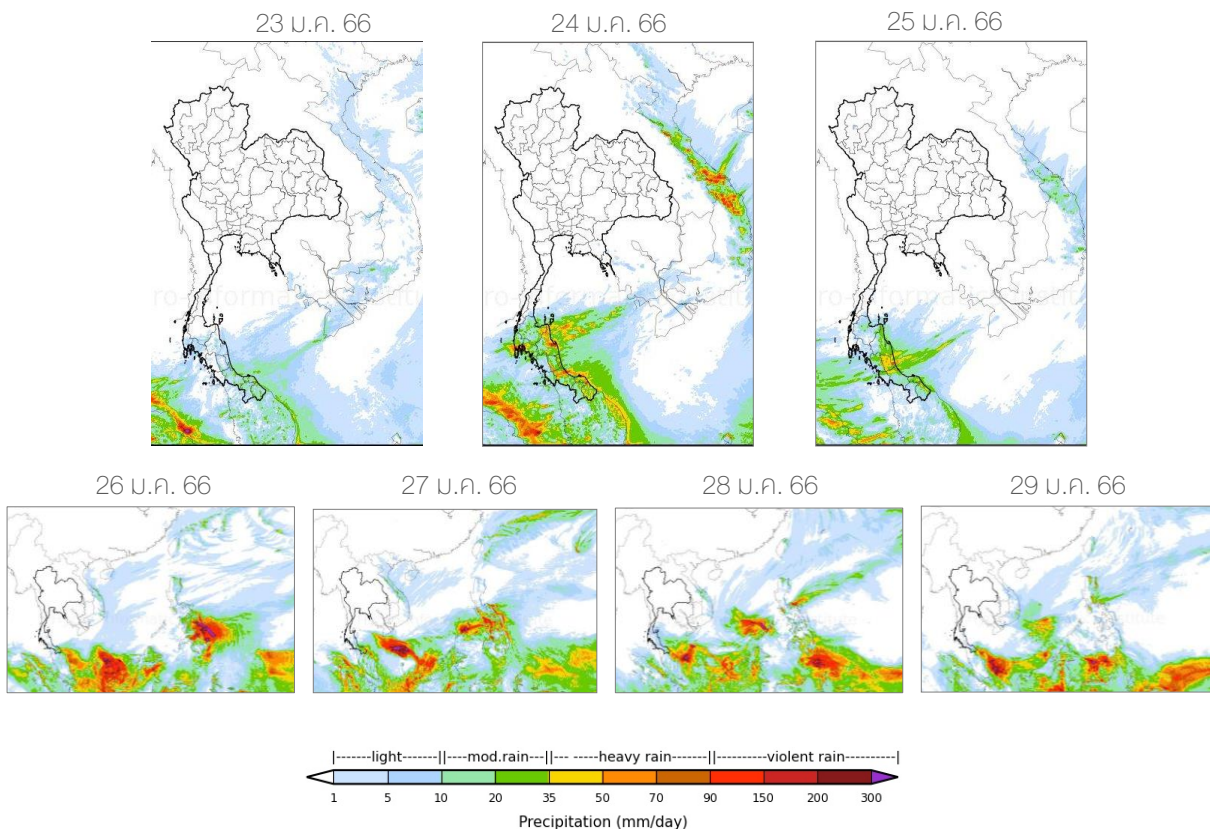 23 ม.ค. 66
24 ม.ค. 66
25 ม.ค. 66
26 ม.ค. 66
27 ม.ค. 66
28 ม.ค. 66
29 ม.ค. 66
|-------light-------||----mod.rain----||--- -----heavy rain-------||----------violent rain----------|
1 5 10 20 35 50 70 90 150 200 300
Precipitation (mm/day)